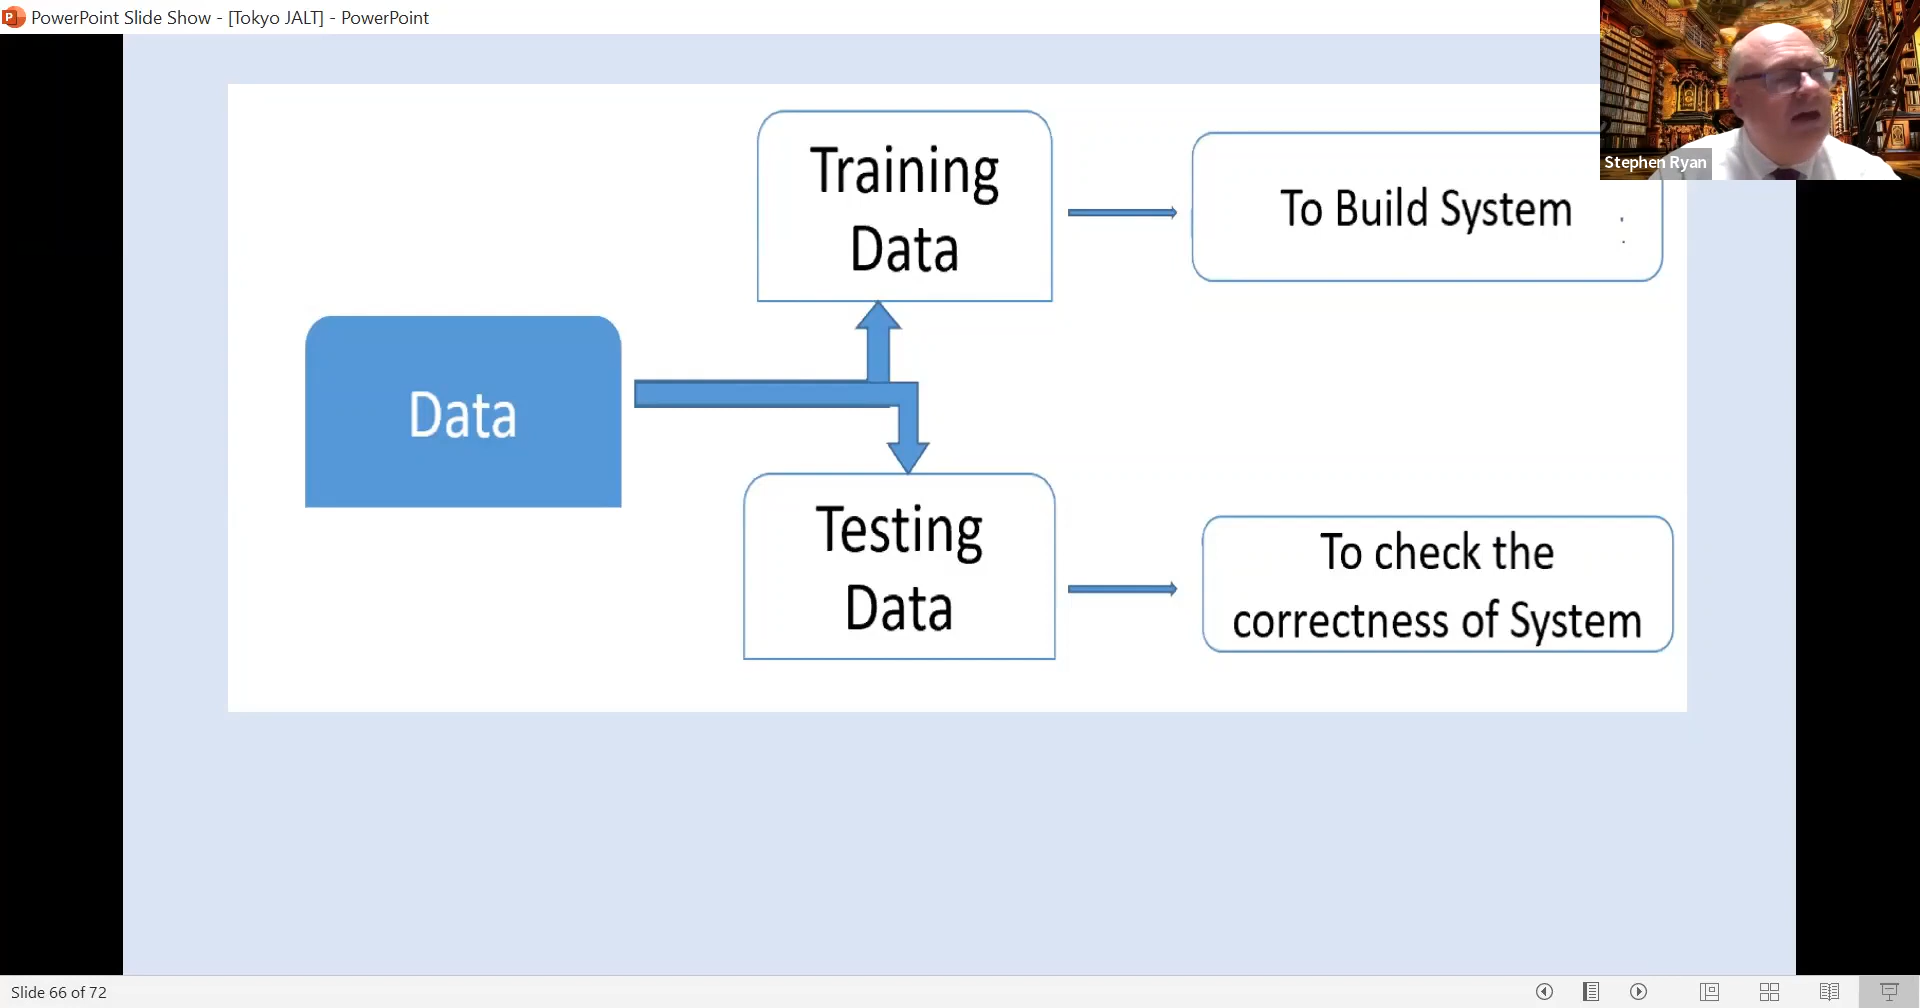 PowerPoint Slide Show - [Tokyo JALT] - PowerPoint
Stephen Ryan
Training
Data
To Build System
Data
Testing
Data
To check the
correctness of System
Slide 66 of 72